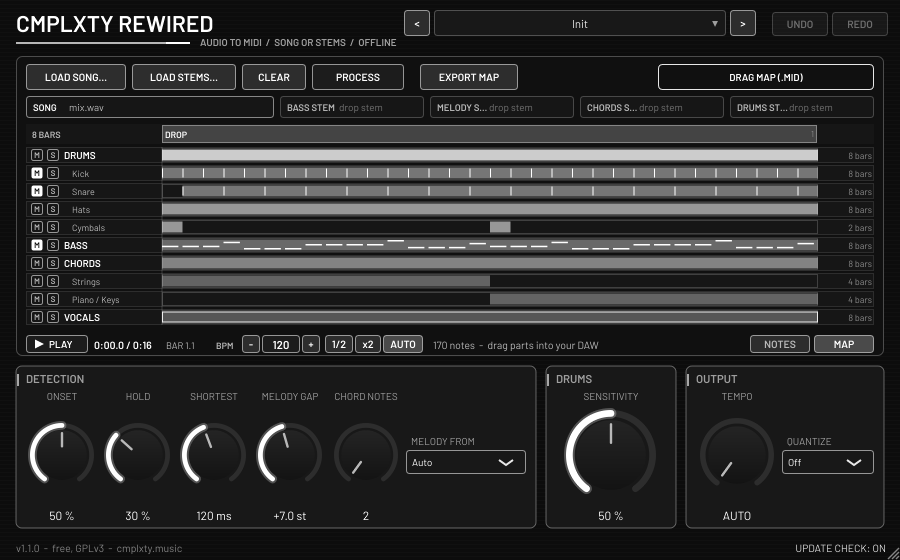 CMPLXTY REWIRED
AUDIO TO MIDI / SONG OR STEMS / OFFLINE
< Init ▼ > UNDO REDO
LOAD SONG... LOAD STEMS... CLEAR PROCESS EXPORT MAP DRAG MAP (.MID)
SONG mix.wav BASS STEM drop stem MELODY S... drop stem CHORDS S... drop stem DRUMS ST... drop stem
8 BARS DROP 1
M S DRUMS 8 bars
M S Kick 8 bars
M S Snare 8 bars
M S Hats 8 bars
M S Cymbals 2 bars
M S BASS 8 bars
M S CHORDS 8 bars
M S Strings 4 bars
M S Piano / Keys 4 bars
M S VOCALS 8 bars
PLAY 0:00.0 / 0:16 BAR 1.1 BPM - 120 + 1/2 x2 AUTO 170 notes - drag parts into your DAW NOTES MAP
DETECTION DRUMS OUTPUT
ONSET HOLD SHORTEST MELODY GAP CHORD NOTES SENSITIVITY TEMPO
MELODY FROM QUANTIZE
Auto Off
50 % 30 % 120 ms +7.0 st 2 50 % AUTO
v1.1.0 - free, GPLv3 - cmplxty.music UPDATE CHECK: ON